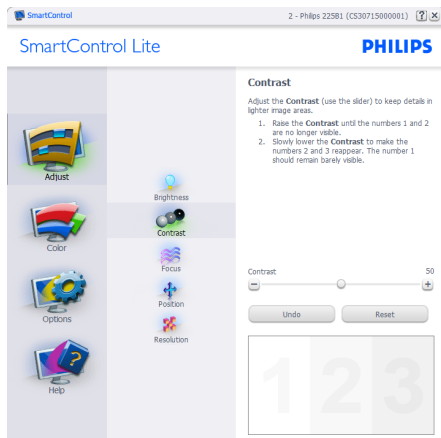 SmartControl
2 - Philips 225B1 (CS30715000001)
SmartControl Lite
PHILIPS
Adjust
Color
Options
Help
Brightness
Contrast
Focus
Position
Resolution
Contrast
Adjust the Contrast (use the slider) to keep details in
lighter image areas.
1. Raise the Contrast until the numbers 1 and 2
are no longer visible.
2. Slowly lower the Contrast to make the
numbers 2 and 3 reappear. The number 1
should remain barely visible.
Contrast 50
Undo
Reset
1 2 3